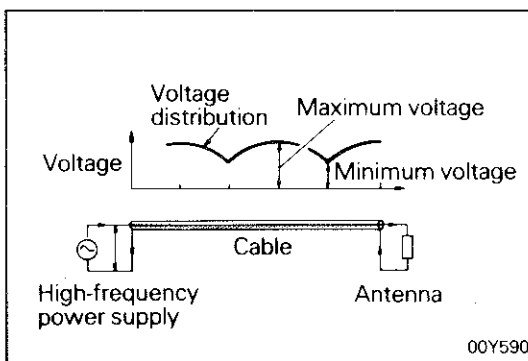 Voltage
distribution
Maximum voltage
Voltage
Minimum voltage
Cable
High-frequency
power supply
Antenna
00Y590